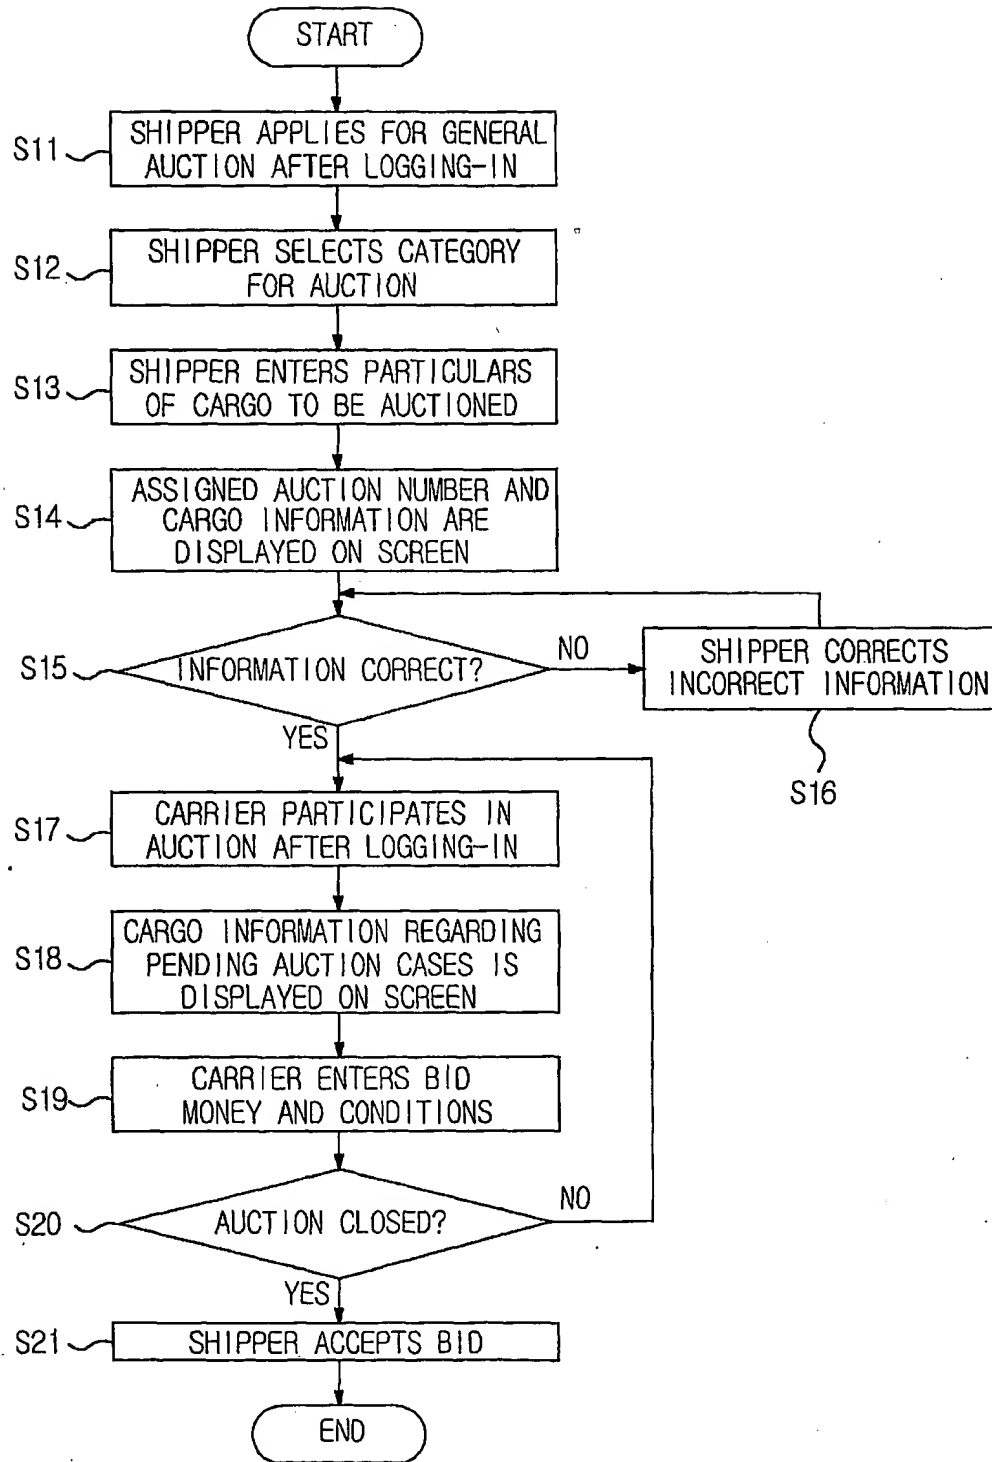 START
S11
SHIPPER APPLIES FOR GENERAL
AUCTION AFTER LOGGING-IN
S12
SHIPPER SELECTS CATEGORY
FOR AUCTION
S13
SHIPPER ENTERS PARTICULARS
OF CARGO TO BE AUCTIONED
S14
ASSIGNED AUCTION NUMBER AND
CARGO INFORMATION ARE
DISPLAYED ON SCREEN
S15
INFORMATION CORRECT?
NO
SHIPPER CORRECTS
INCORRECT INFORMATION
S16
YES
S17
CARRIER PARTICIPATES IN
AUCTION AFTER LOGGING-IN
S18
CARGO INFORMATION REGARDING
PENDING AUCTION CASES IS
DISPLAYED ON SCREEN
S19
CARRIER ENTERS BID
MONEY AND CONDITIONS
S20
AUCTION CLOSED?
NO
YES
S21
SHIPPER ACCEPTS BID
END